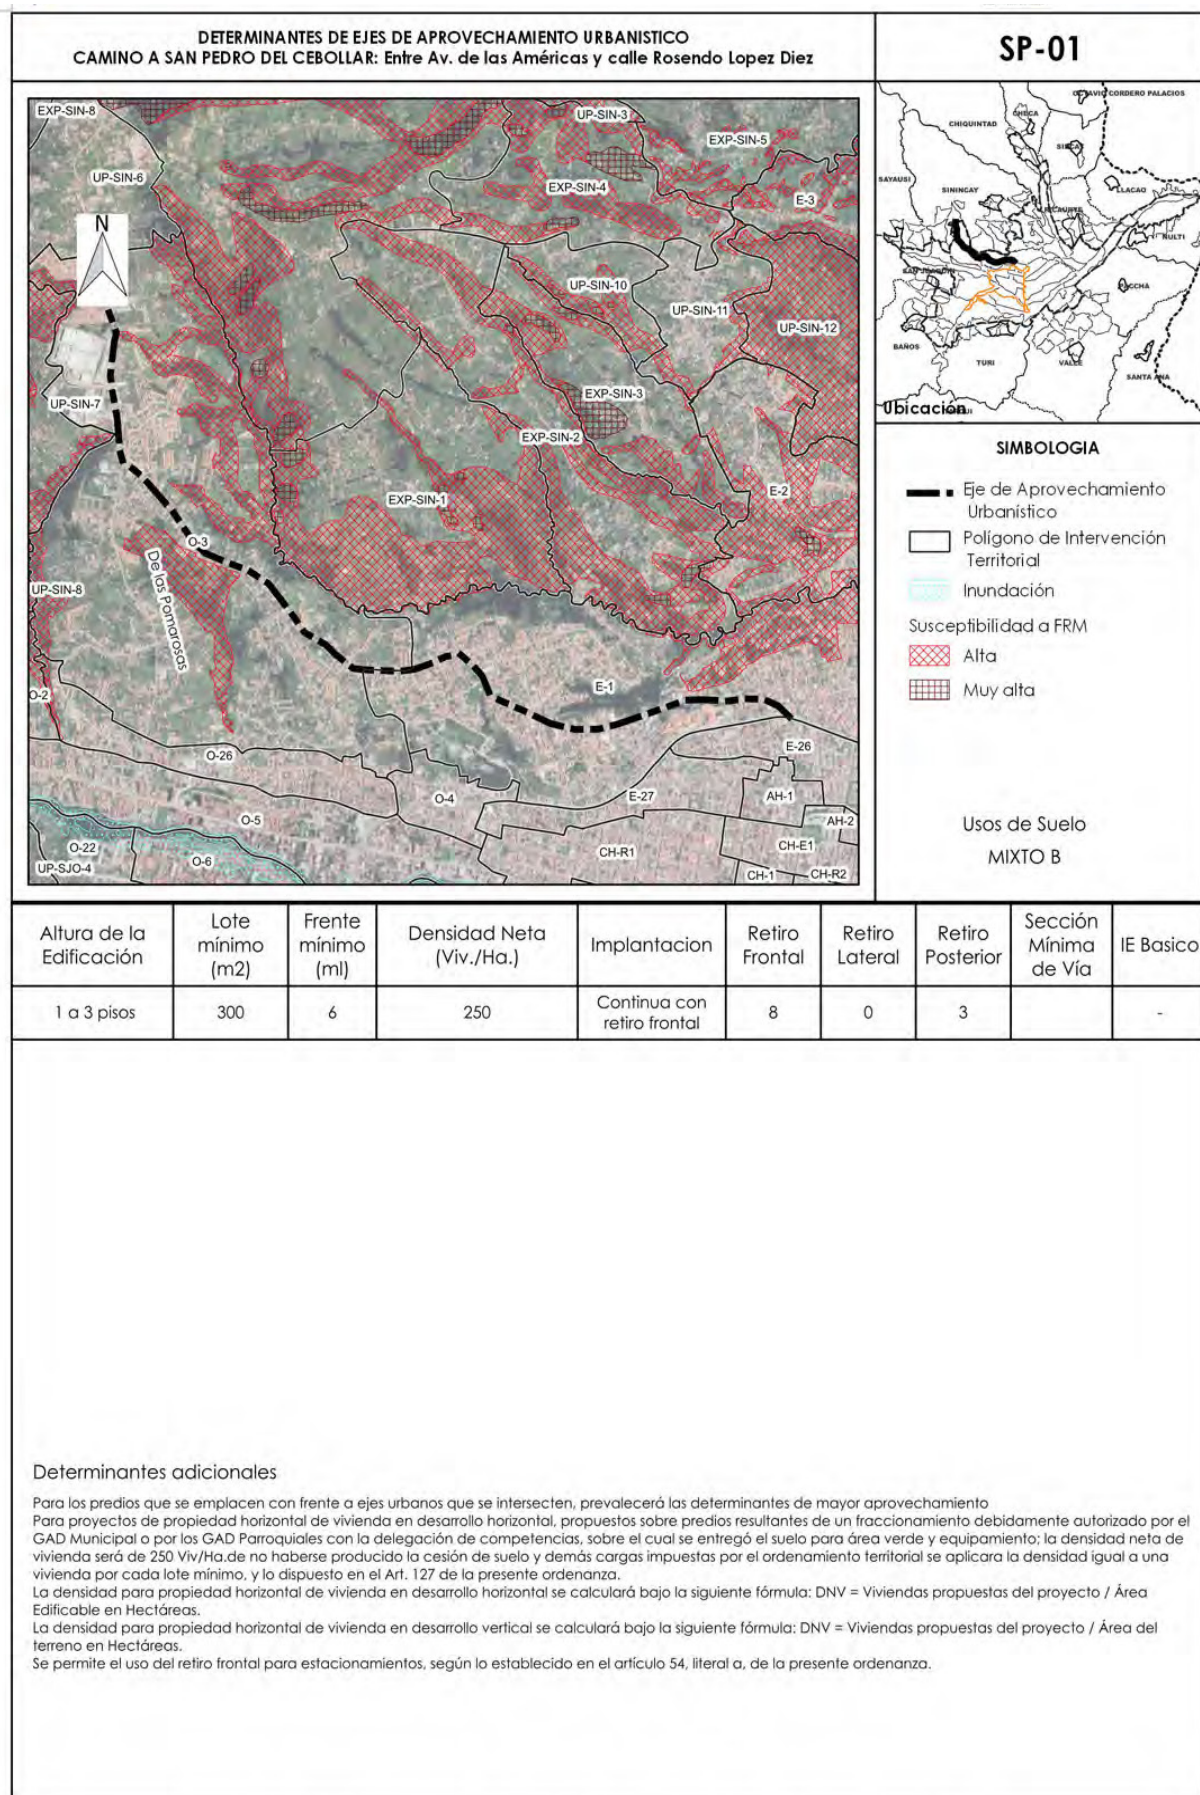 DETERMINANTES DE EJES DE APROVECHAMIENTO URBANISTICO
CAMINO A SAN PEDRO DEL CEBOLLAR: Entre Av. de las Américas y calle Rosendo Lopez Diez
SP-01
EXP-SIN-8
UP-SIN-3
EXP-SIN-5
UP-SIN-6
EXP-SIN-4
E-3
N
UP-SIN-10
UP-SIN-11
UP-SIN-12
UP-SIN-7
EXP-SIN-3
EXP-SIN-2
EXP-SIN-1
E-2
O-3
De las Pomarosas
UP-SIN-8
E-1
O-2
O-26
E-26
O-4
E-27
AH-1
O-5
AH-2
O-22
O-6
CH-R1
CH-E1
UP-SJO-4
CH-1
CH-R2
OCTAVIO CORDERO PALACIOS
CHECA
CHIQUINTAD
SAYAUSI
SININCAY
LLACAO
NULTI
SAN JOAQUIN
PACCHA
BAÑOS
TURI
VALLE
SANTA ANA
Ubicación
SIMBOLOGIA
Eje de Aprovechamiento
Urbanístico
Polígono de Intervención
Territorial
Inundación
Susceptibilidad a FRM
Alta
Muy alta
Usos de Suelo
MIXTO B
Altura de la Edificación
Lote mínimo (m2)
Frente mínimo (ml)
Densidad Neta (Viv./Ha.)
Implantacion
Retiro Frontal
Retiro Lateral
Retiro Posterior
Sección Mínima de Vía
IE Basico
1 a 3 pisos
300
6
250
Continua con retiro frontal
8
0
3
-
Determinantes adicionales
Para los predios que se emplacen con frente a ejes urbanos que se intersecten, prevalecerá las determinantes de mayor aprovechamiento
Para proyectos de propiedad horizontal de vivienda en desarrollo horizontal, propuestos sobre predios resultantes de un fraccionamiento debidamente autorizado por el
GAD Municipal o por los GAD Parroquiales con la delegación de competencias, sobre el cual se entregó el suelo para área verde y equipamiento; la densidad neta de
vivienda será de 250 Viv/Ha.de no haberse producido la cesión de suelo y demás cargas impuestas por el ordenamiento territorial se aplicara la densidad igual a una
vivienda por cada lote mínimo, y lo dispuesto en el Art. 127 de la presente ordenanza.
La densidad para propiedad horizontal de vivienda en desarrollo horizontal se calculará bajo la siguiente fórmula: DNV = Viviendas propuestas del proyecto / Área
Edificable en Hectáreas.
La densidad para propiedad horizontal de vivienda en desarrollo vertical se calculará bajo la siguiente fórmula: DNV = Viviendas propuestas del proyecto / Área del
terreno en Hectáreas.
Se permite el uso del retiro frontal para estacionamientos, según lo establecido en el artículo 54, literal a, de la presente ordenanza.